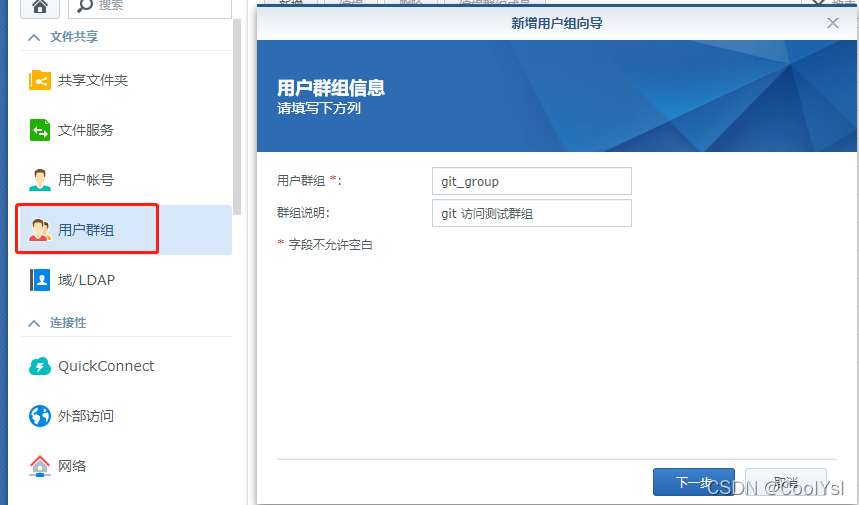 搜索
文件共享
共享文件夹
文件服务
用户帐号
用户群组
域/LDAP
连接性
QuickConnect
外部访问
网络
新增用户组向导
用户群组信息
请填写下方列
用户群组 *:
git_group
群组说明:
git 访问测试群组
* 字段不允许空白
下一步
取消
CSDN @CoolYsl